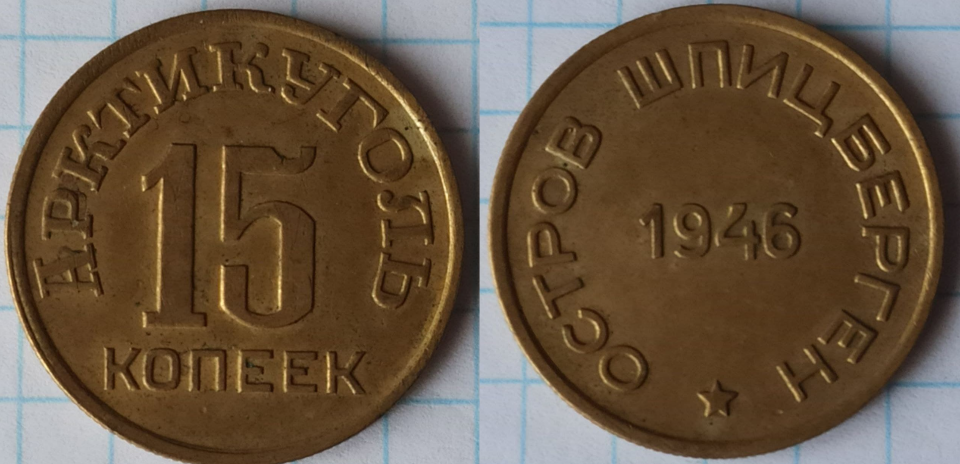 АРКТИКУГОЛЬ
15
КОПЕЕК
ОСТРОВ ШПИЦБЕРГЕН
1946